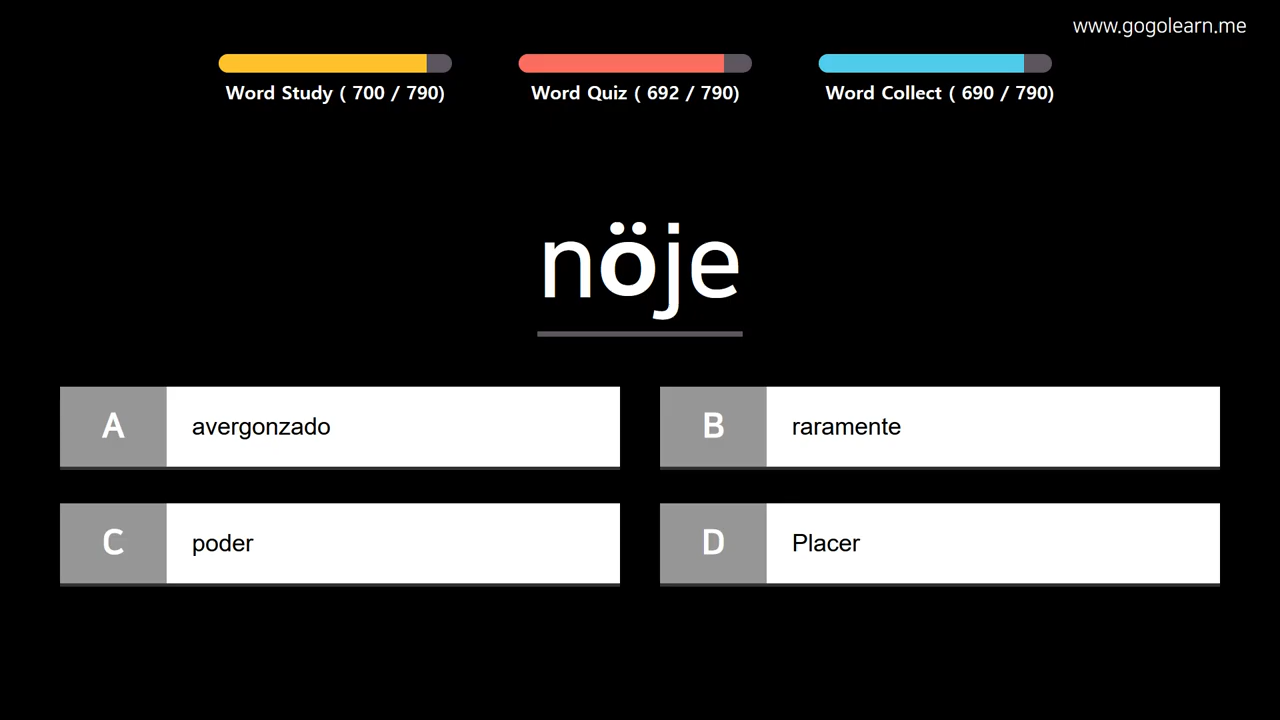 www.gogolearn.me
Word Study ( 700 / 790)
Word Quiz ( 692 / 790)
Word Collect ( 690 / 790)
nöje
A avergonzado
B raramente
C poder
D Placer